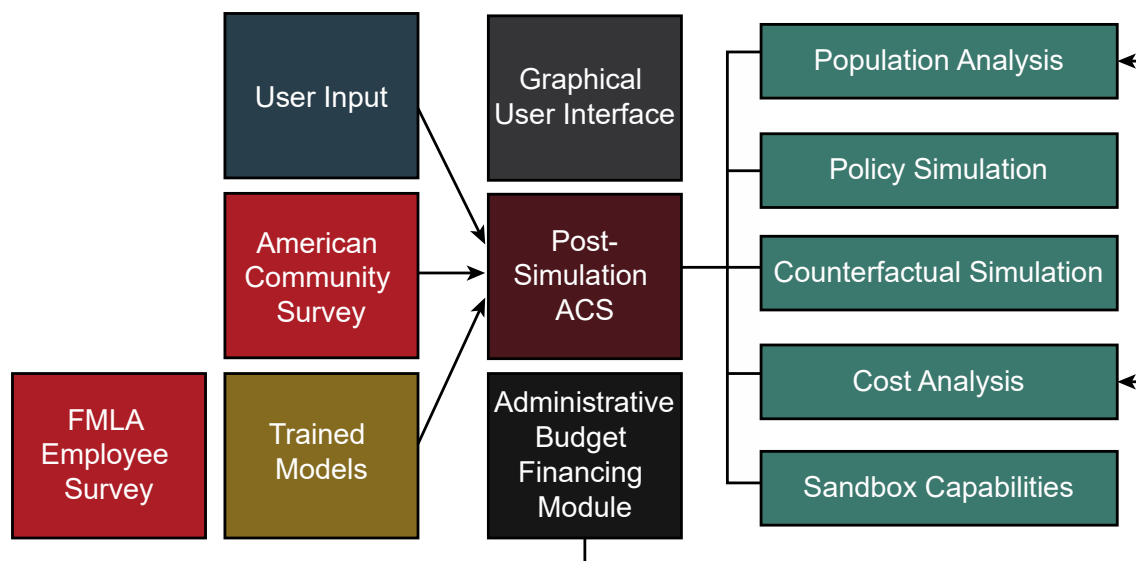 User Input
Graphical
User Interface
Population Analysis
Policy Simulation
American
Community
Survey
Post-
Simulation
ACS
Counterfactual Simulation
FMLA
Employee
Survey
Trained
Models
Administrative
Budget
Financing
Module
Cost Analysis
Sandbox Capabilities